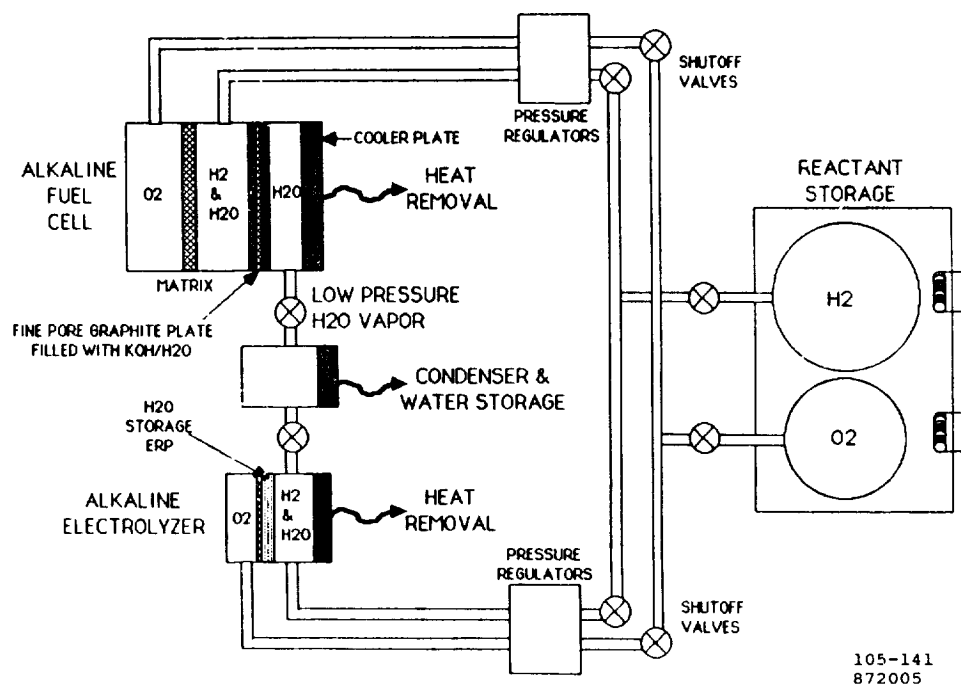 SHUTOFF
VALVES
PRESSURE
REGULATORS
COOLER PLATE
ALKALINE
FUEL
CELL
O2
H2
&
H2O
H2O
HEAT
REMOVAL
REACTANT
STORAGE
MATRIX
LOW PRESSURE
H2O VAPOR
H2
FINE PORE GRAPHITE PLATE
FILLED WITH KOH/H2O
CONDENSER &
WATER STORAGE
H2O
STORAGE
ERP
O2
ALKALINE
ELECTROLYZER
O2
H2
&
H2O
HEAT
REMOVAL
PRESSURE
REGULATORS
SHUTOFF
VALVES
105-141
872005